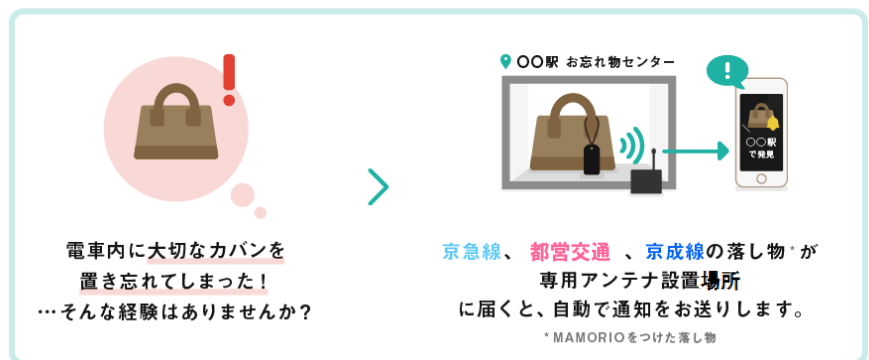 電車内に大切なカバンを
置き忘れてしまった！
…そんな経験はありませんか？
〇〇駅 お忘れ物センター
!
〇〇駅
で発見
京急線、都営交通、京成線の落し物*が
専用アンテナ設置場所
に届くと、自動で通知をお送りします。
*MAMORIOをつけた落し物